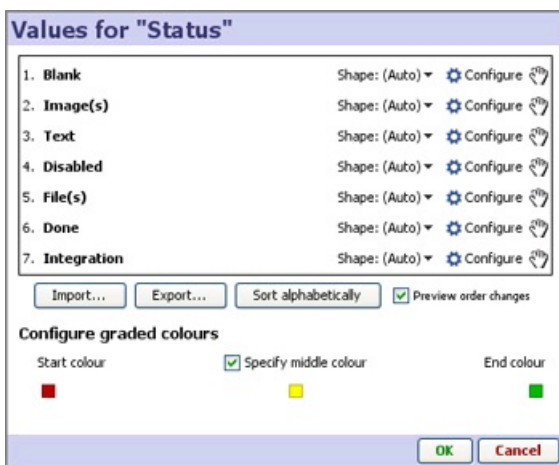 Values for "Status"
1. Blank Shape: (Auto) Configure
2. Image(s) Shape: (Auto) Configure
3. Text Shape: (Auto) Configure
4. Disabled Shape: (Auto) Configure
5. File(s) Shape: (Auto) Configure
6. Done Shape: (Auto) Configure
7. Integration Shape: (Auto) Configure
Import... Export... Sort alphabetically Preview order changes
Configure graded colours
Start colour Specify middle colour End colour
OK Cancel